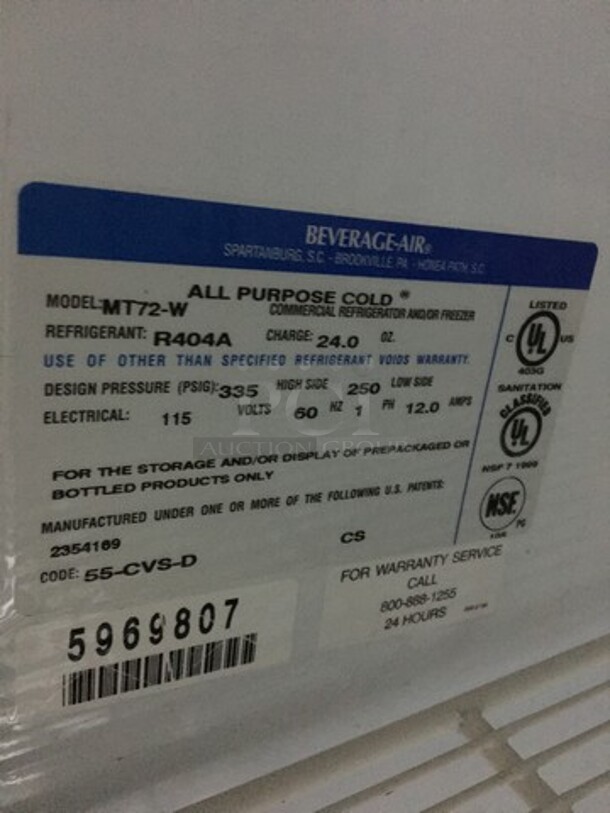 BEVERAGE-AIR®
SPARTANBURG, S.C. - BROOKVILLE, PA. - HONEA PATH, S.C.
ALL PURPOSE COLD ®
MODEL: MT72-W COMMERCIAL REFRIGERATOR AND/OR FREEZER
REFRIGERANT: R404A CHARGE: 24.0 OZ.
USE OF OTHER THAN SPECIFIED REFRIGERANT VOIDS WARRANTY.
DESIGN PRESSURE (PSIG): 335 HIGH SIDE 250 LOW SIDE
ELECTRICAL: 115 VOLTS 60 HZ 1 PH 12.0 AMPS
AUCTION GROUP
FOR THE STORAGE AND/OR DISPLAY OF PREPACKAGED OR
BOTTLED PRODUCTS ONLY
MANUFACTURED UNDER ONE OR MORE OF THE FOLLOWING U.S. PATENTS:
2354169 CS
CODE: 55-CVS-D
LISTED
C UL US
403G
SANITATION
CLASSIFIED
UL
NSF 7 1999
NSF
PG
5969807
FOR WARRANTY SERVICE
CALL
800-868-1255
24 HOURS